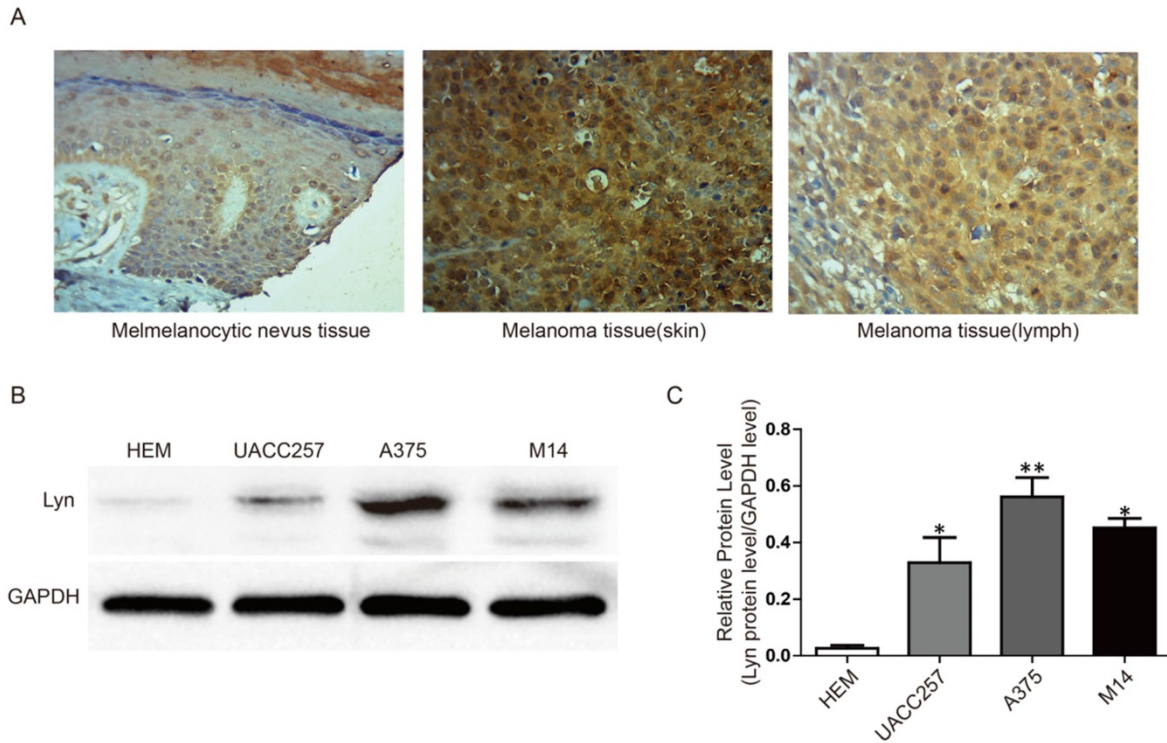 A
Melmelanocytic nevus tissue
Melanoma tissue(skin)
Melanoma tissue(lymph)
B
HEM
UACC257
A375
M14
Lyn
GAPDH
C
Relative Protein Level
(Lyn protein level/GAPDH level)
0.8
0.6
0.4
0.2
0.0
*
**
*
HEM
UACC257
A375
M14